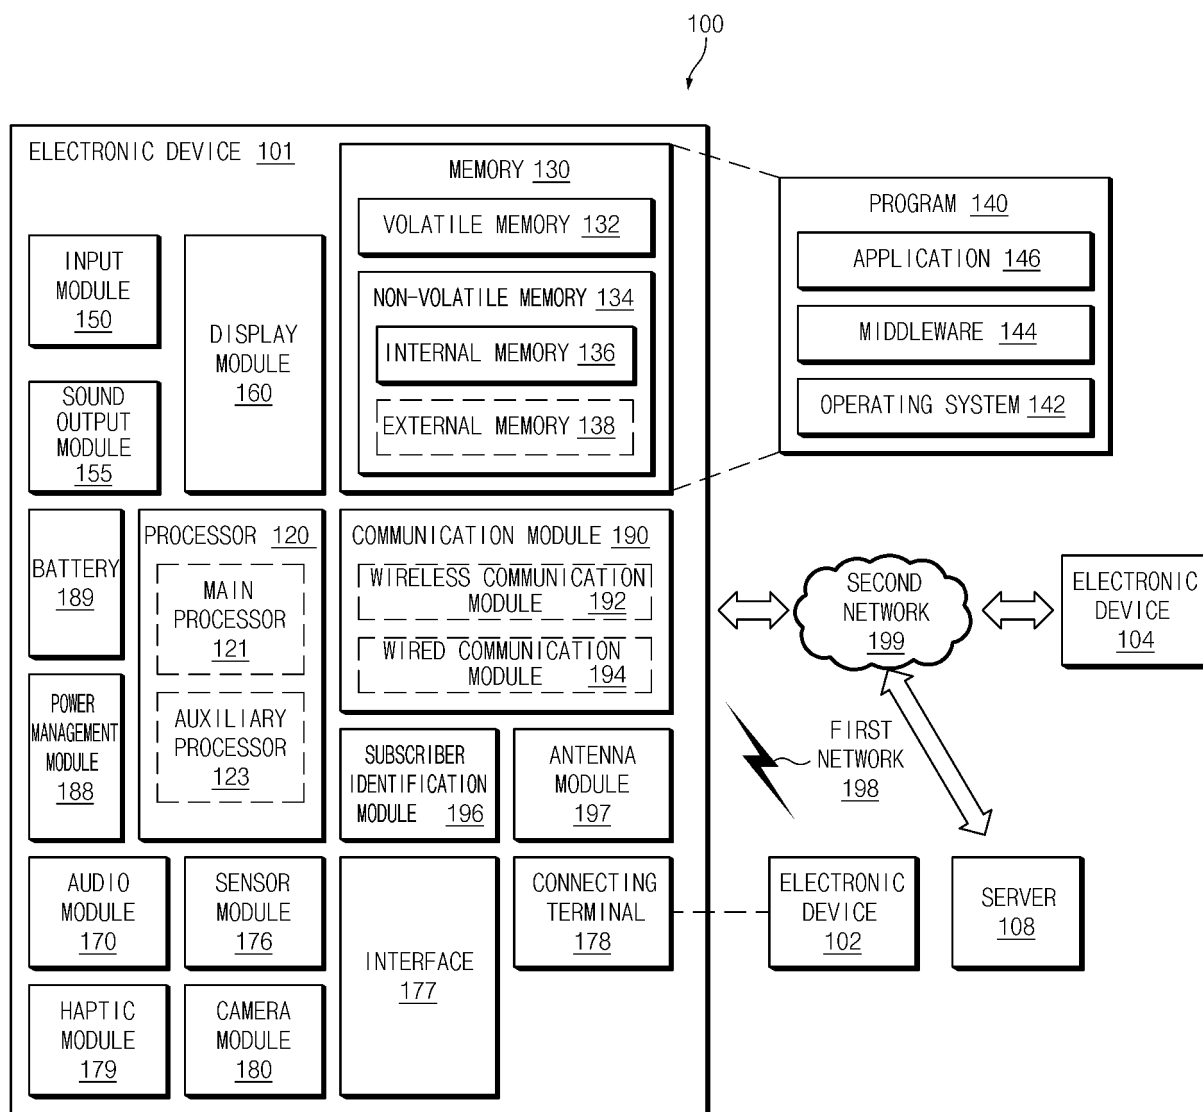 100
ELECTRONIC DEVICE 101
MEMORY 130
VOLATILE MEMORY 132
NON-VOLATILE MEMORY 134
INTERNAL MEMORY 136
EXTERNAL MEMORY 138
PROGRAM 140
APPLICATION 146
MIDDLEWARE 144
OPERATING SYSTEM 142
INPUT
MODULE
150
DISPLAY
MODULE
160
SOUND
OUTPUT
MODULE
155
BATTERY
189
PROCESSOR 120
MAIN
PROCESSOR
121
AUXILIARY
PROCESSOR
123
COMMUNICATION MODULE 190
WIRELESS COMMUNICATION
MODULE 192
WIRED COMMUNICATION
MODULE 194
SECOND
NETWORK
199
ELECTRONIC
DEVICE
104
POWER
MANAGEMENT
MODULE
188
SUBSCRIBER
IDENTIFICATION
MODULE 196
ANTENNA
MODULE
197
FIRST
NETWORK
198
AUDIO
MODULE
170
SENSOR
MODULE
176
INTERFACE
177
CONNECTING
TERMINAL
178
ELECTRONIC
DEVICE
102
SERVER
108
HAPTIC
MODULE
179
CAMERA
MODULE
180